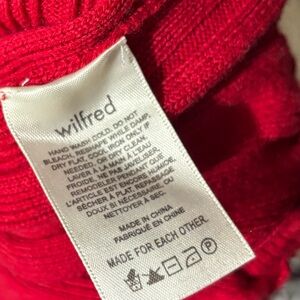 wilfred
HAND WASH COLD, DO NOT
BLEACH, RESHAPE WHILE DAMP,
DRY FLAT, COOL IRON ONLY IF
NEEDED, OR DRY CLEAN.
LAVER À LA MAIN À L'EAU
FROIDE. NE PAS JAVELISER.
REMODELER PENDANT QUE
L'ARTICLE EST ENCORE HUMIDE.
SÉCHER À PLAT. REPASSAGE
DOUX SI NÉCESSAIRE, OU
NETTOYER À SEC.
MADE IN CHINA
FABRIQUÉ EN CHINE
MADE FOR EACH OTHER
P